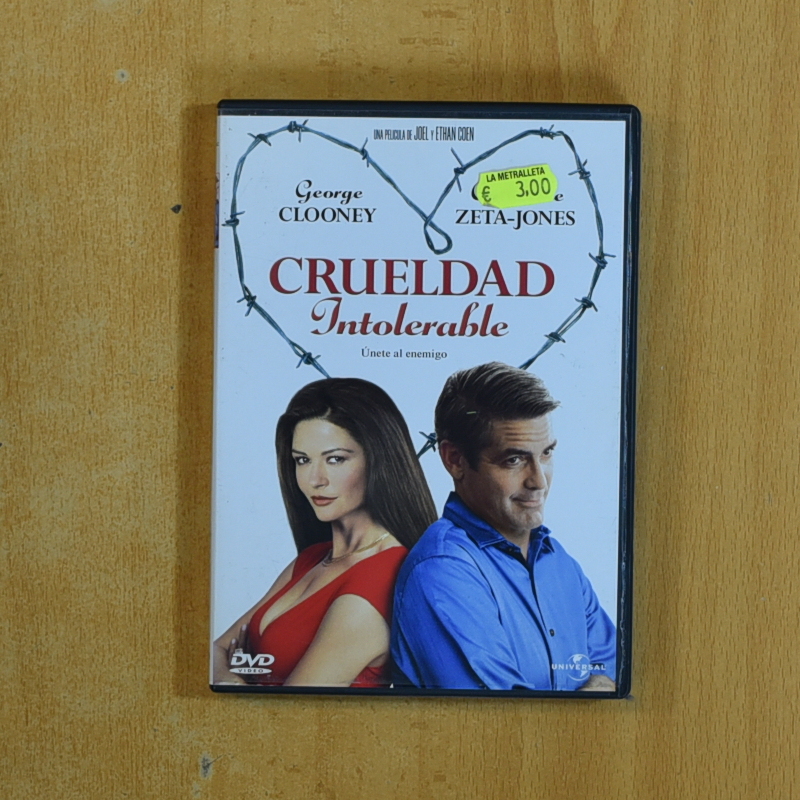 UNA PELÍCULA DE JOEL Y ETHAN COEN
George
CLOONEY
LA METRALLETA
€ 3,00
ZETA-JONES
CRUELDAD
Intolerable
Únete al enemigo
DVD
VIDEO
UNIVERSAL